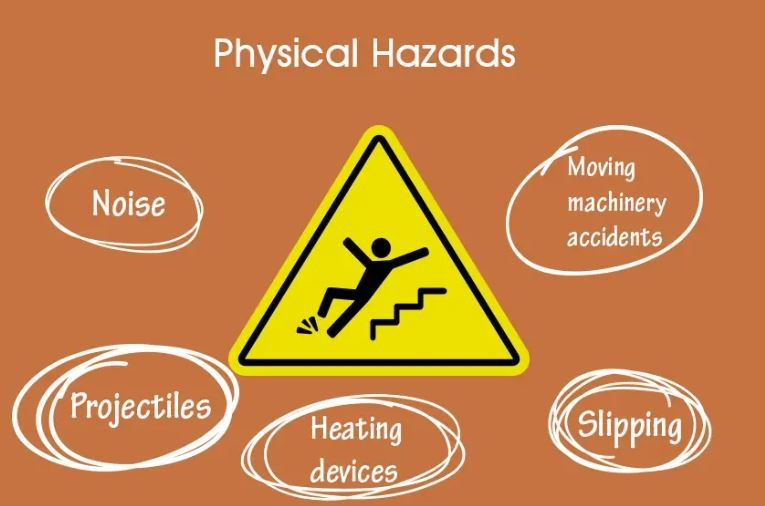 Physical Hazards
Noise
Moving
machinery
accidents
Projectiles
Heating
devices
Slipping